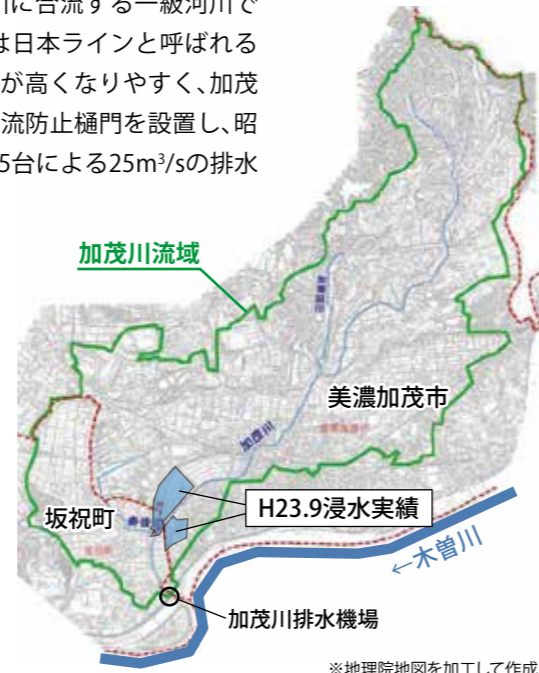 川に合流する一級河川で
は日本ラインと呼ばれる
が高くなりやすく、加茂
流防止樋門を設置し、昭
5台による25m³/sの排水
加茂川流域
美濃加茂市
加茂川
坂祝町
H23.9浸水実績
←木曽川
加茂川排水機場
※地理院地図を加工して作成